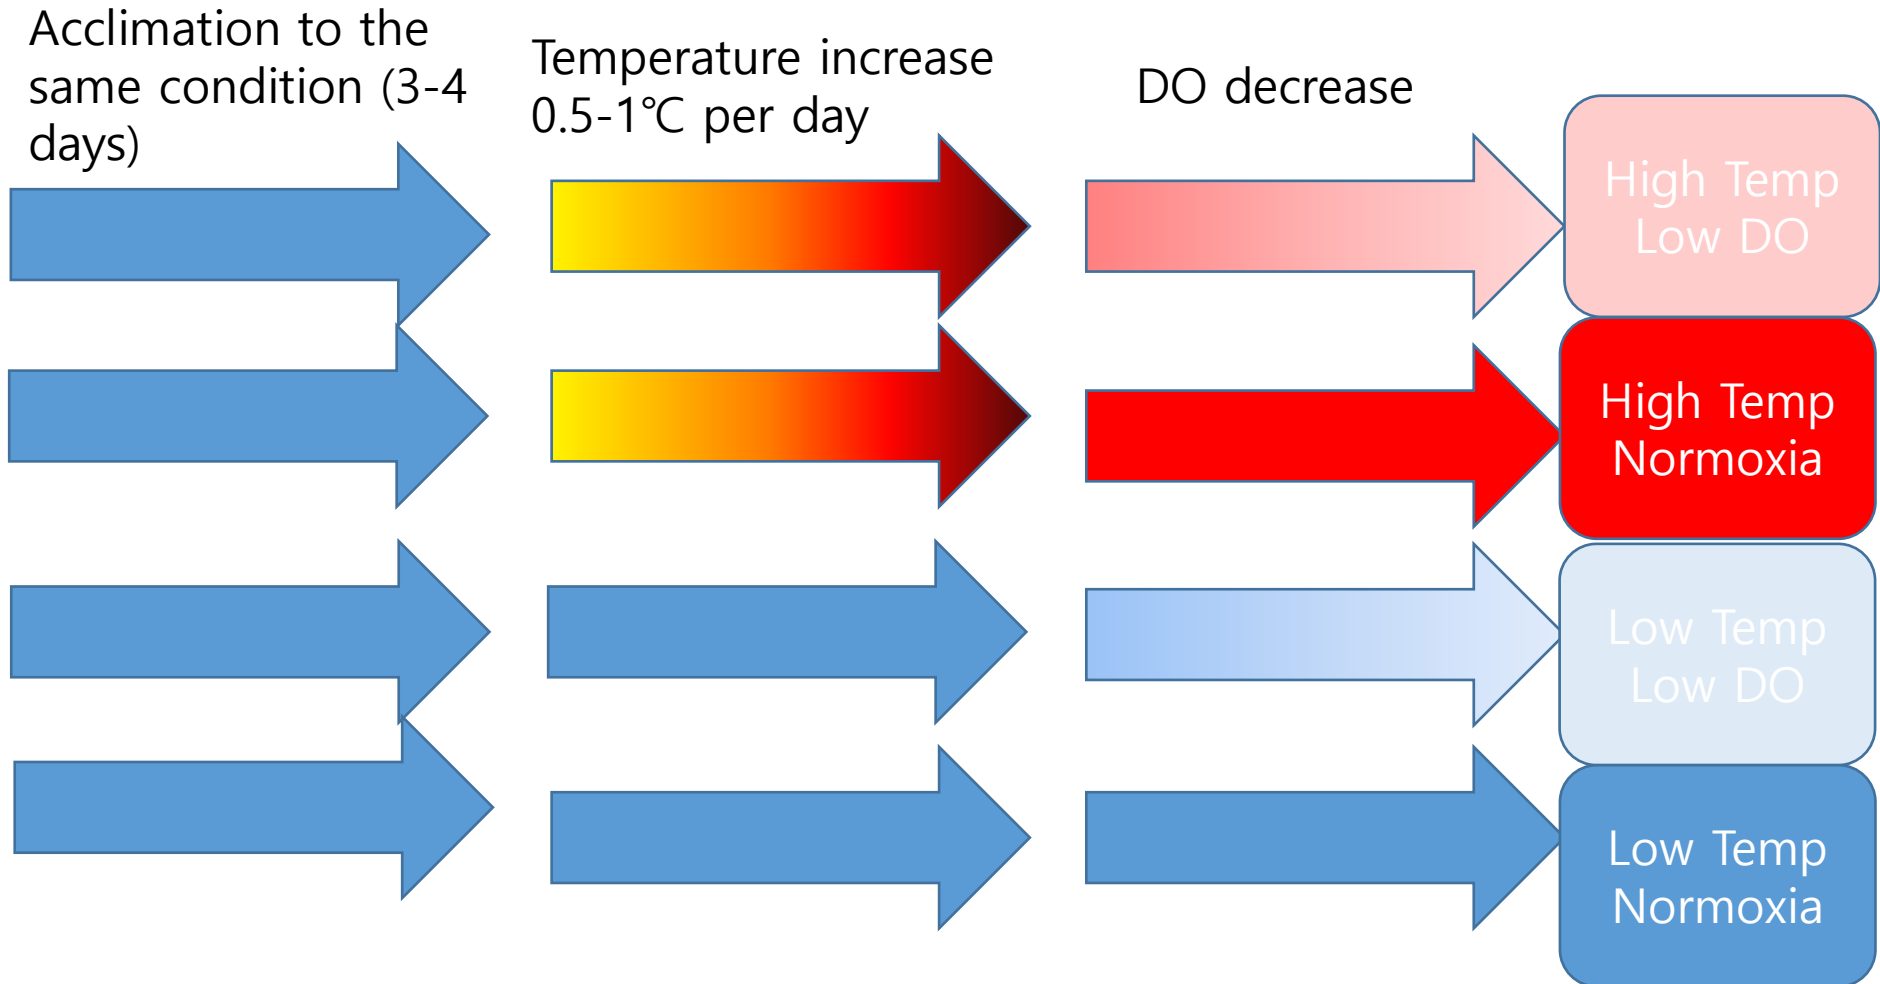 Acclimation to the
same condition (3-4
days)
Temperature increase
0.5-1℃ per day
DO decrease
High Temp
Low DO
High Temp
Normoxia
Low Temp
Low DO
Low Temp
Normoxia